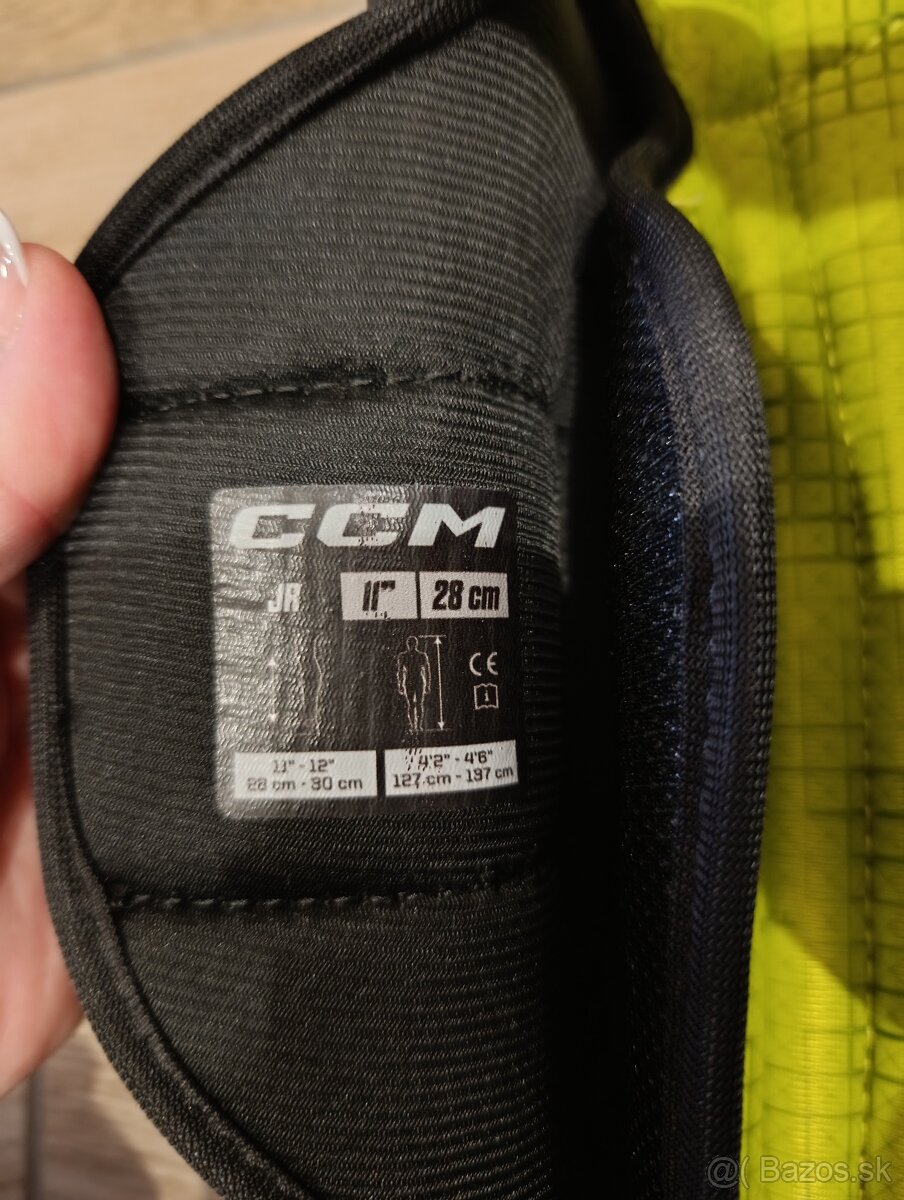 CCM
JR 11" 28 cm
CE
11" - 12" 4'2" - 4'6"
28 cm - 30 cm 127 cm - 137 cm
@( Bazos.sk